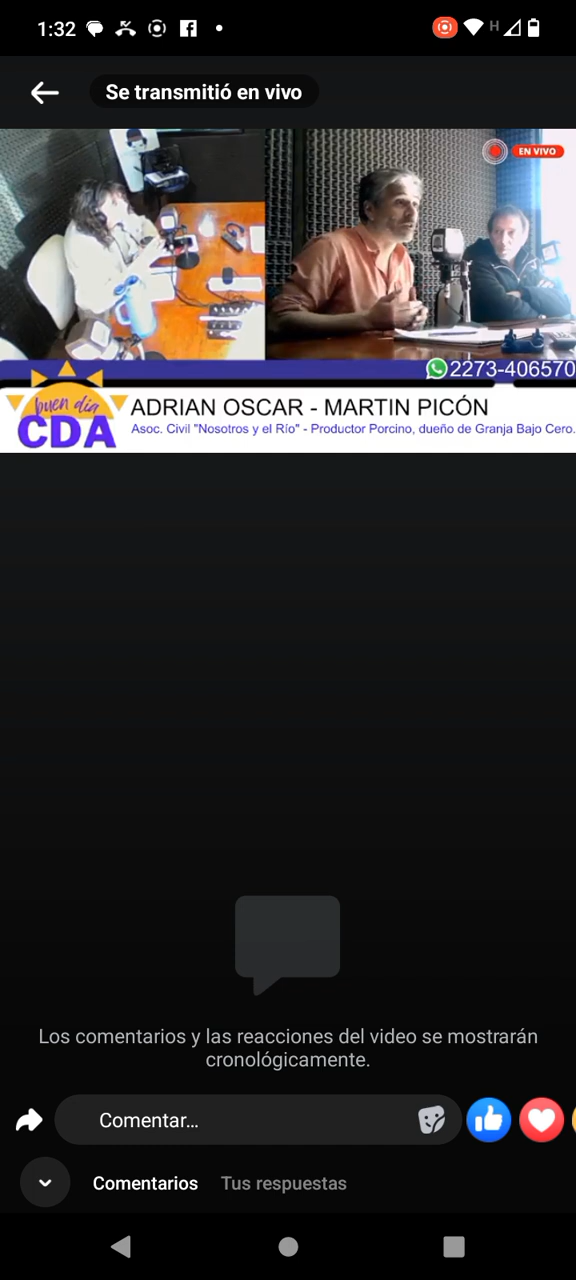 1:32
H
Se transmitió en vivo
EN VIVO
2273-406570
buen dia
CDA
ADRIAN OSCAR - MARTIN PICÓN
Asoc. Civil "Nosotros y el Río" - Productor Porcino, dueño de Granja Bajo Cero.
Los comentarios y las reacciones del video se mostrarán
cronológicamente.
Comentar...
Comentarios
Tus respuestas